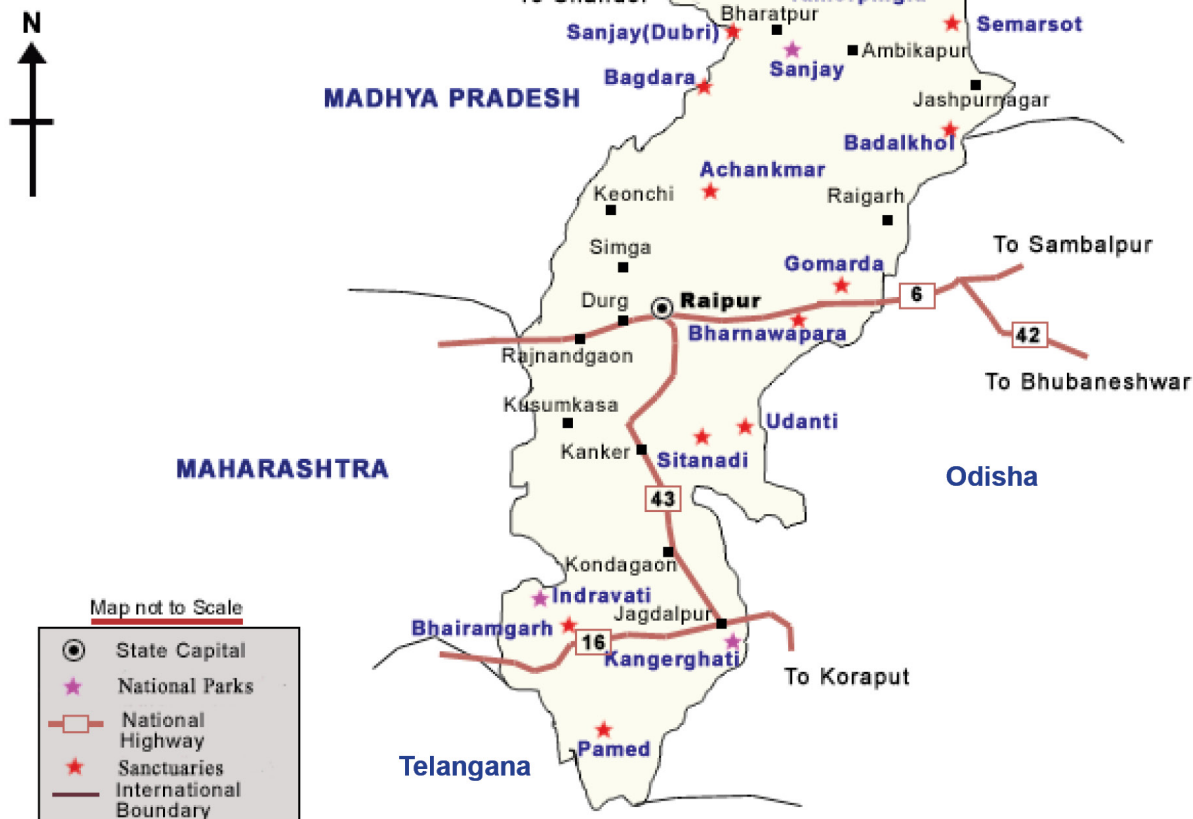 N
Bharatpur
Sanjay(Dubri)
Semarsot
Ambikapur
Sanjay
Bagdara
MADHYA PRADESH
Jashpurnagar
Badalkhol
Achankmar
Keonchi
Raigarh
Simga
To Sambalpur
Gomarda
Durg
Raipur
6
Bharnawapara
42
Rajnandgaon
To Bhubaneshwar
Kusumkasa
Udanti
Kanker
Sitanadi
MAHARASHTRA
Odisha
43
Kondagaon
Indravati
Jagdalpur
Bhairamgarh
16
Kangerghati
To Koraput
Pamed
Telangana
Map not to Scale
State Capital
National Parks
National
Highway
Sanctuaries
International
Boundary